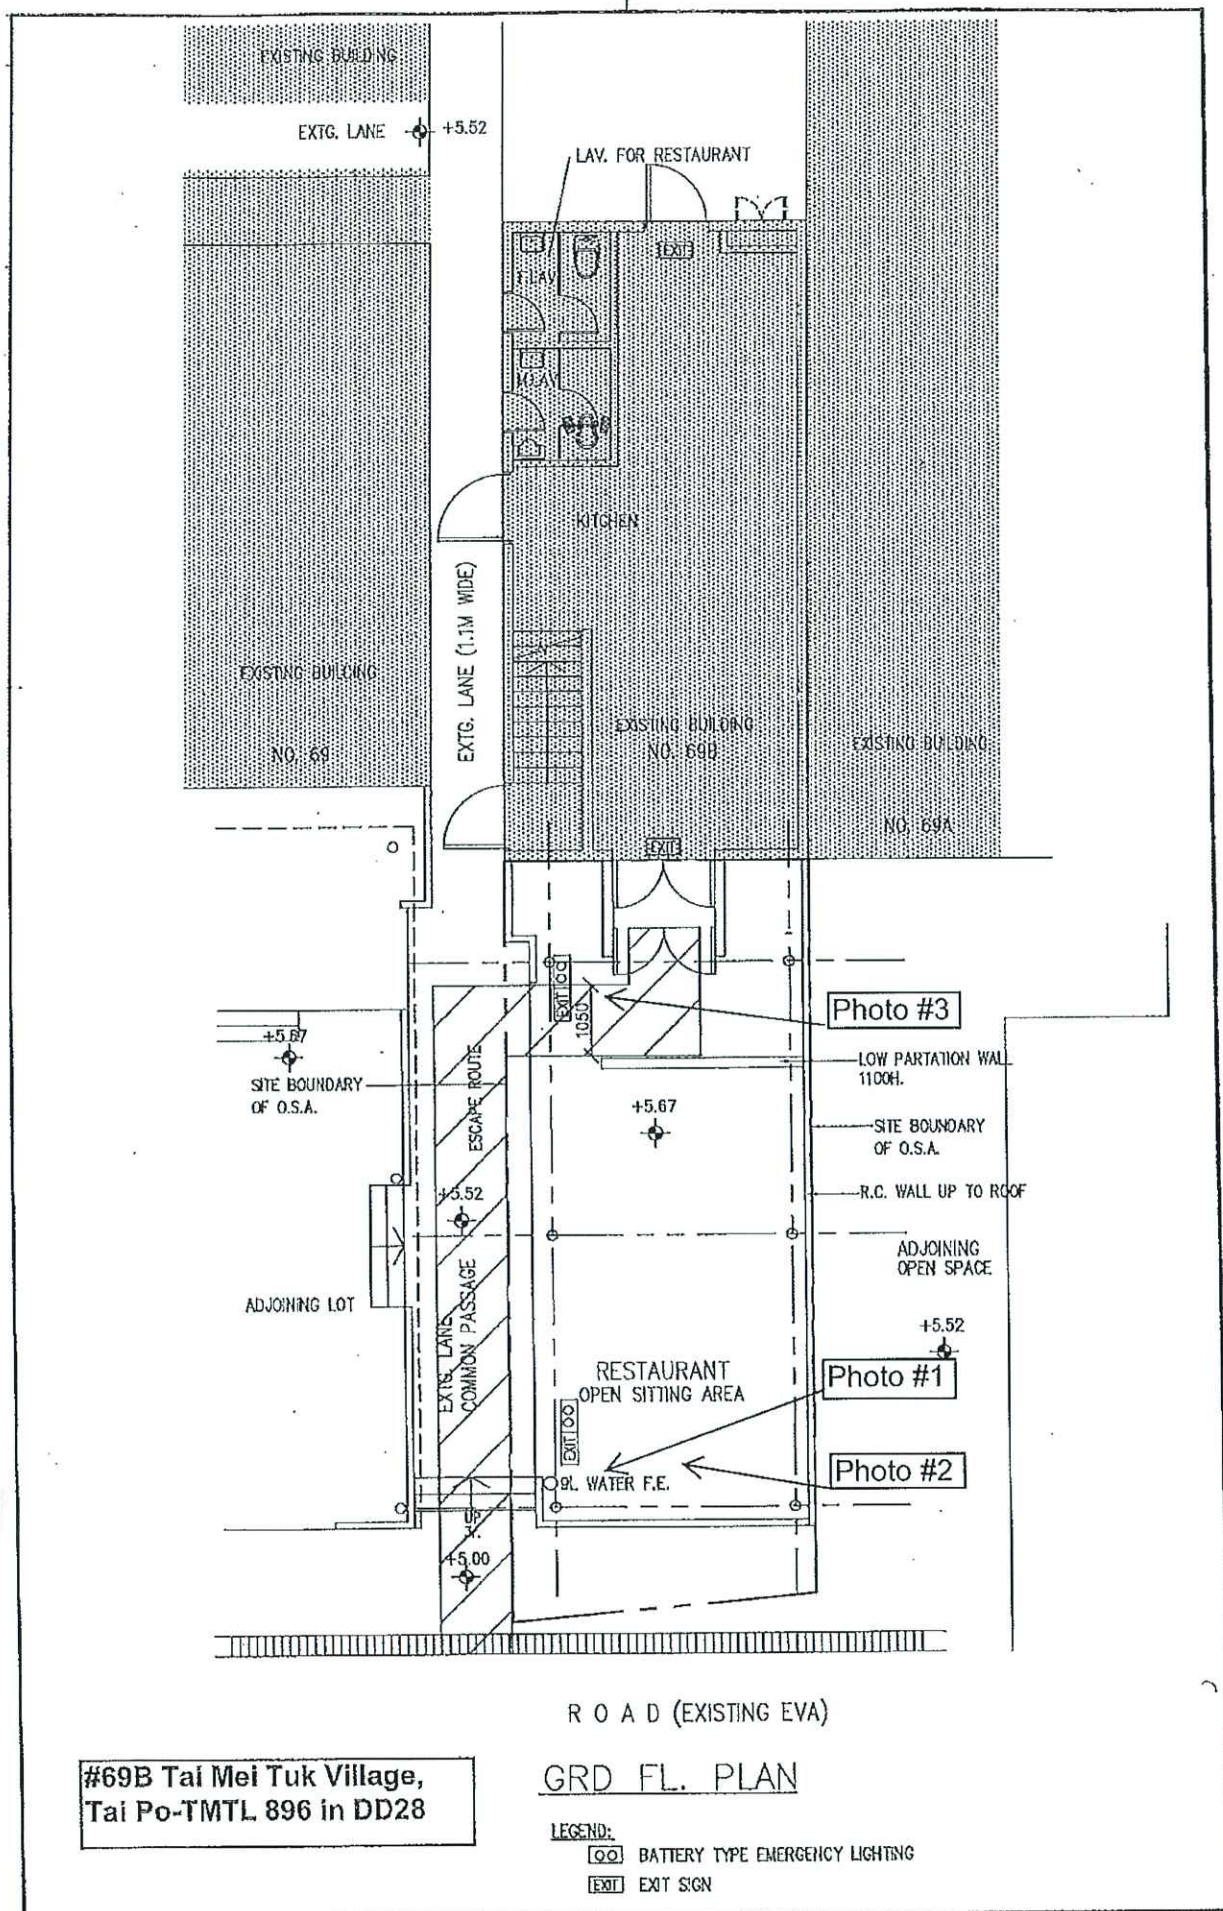 EXISTING BUILDING
EXTG. LANE
+5.52
LAV. FOR RESTAURANT
EXIT
F.LAV
M.LAV
KITCHEN
EXTG. LANE (1.1M WIDE)
EXISTING BUILDING
NO. 69
EXISTING BUILDING
NO. 69B
EXISTING BUILDING
NO. 69A
EXIT
EXIT
1050
Photo #3
+5.67
SITE BOUNDARY
OF O.S.A.
ESCAPE ROUTE
LOW PARTATION WALL
1100H.
+5.67
SITE BOUNDARY
OF O.S.A.
R.C. WALL UP TO ROOF
+5.52
ADJOINING
OPEN SPACE
ADJOINING LOT
EXTG. LANE
COMMON PASSAGE
+5.52
RESTAURANT
OPEN SITTING AREA
Photo #1
EXIT
Photo #2
9L. WATER F.E.
UP
+5.00
ROAD (EXISTING EVA)
#69B Tai Mei Tuk Village,
Tai Po-TMTL 896 in DD28
GRD FL. PLAN
LEGEND:
BATTERY TYPE EMERGENCY LIGHTING
EXIT EXIT SIGN